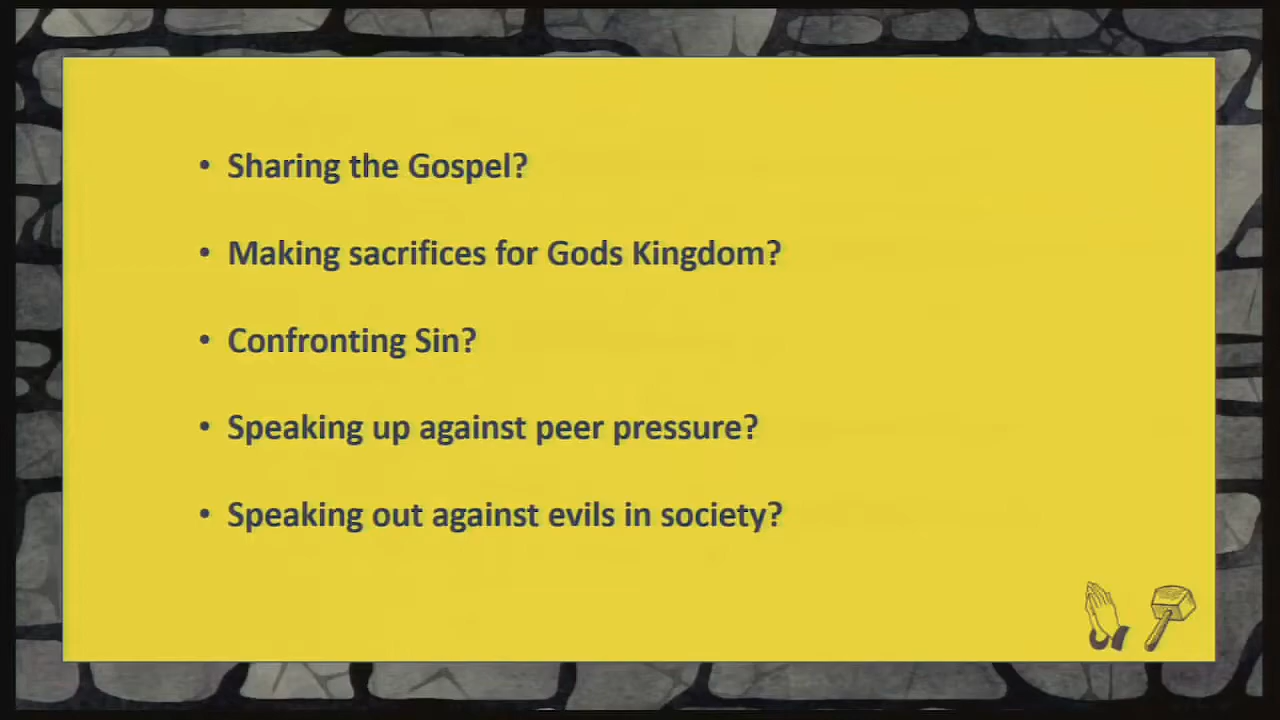 • Sharing the Gospel?
• Making sacrifices for Gods Kingdom?
• Confronting Sin?
• Speaking up against peer pressure?
• Speaking out against evils in society?